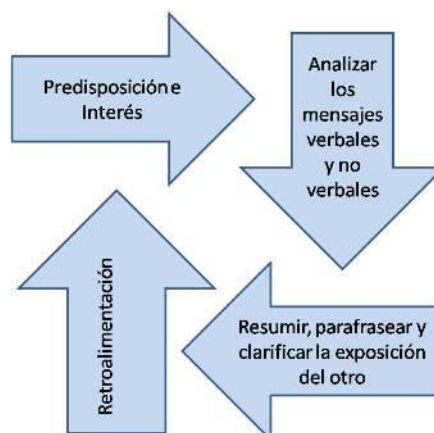 Predisposición e
Interés
Analizar
los
mensajes
verbales
y no
verbales
Resumir, parafrasear y
clarificar la exposición
del otro
Retroalimentación